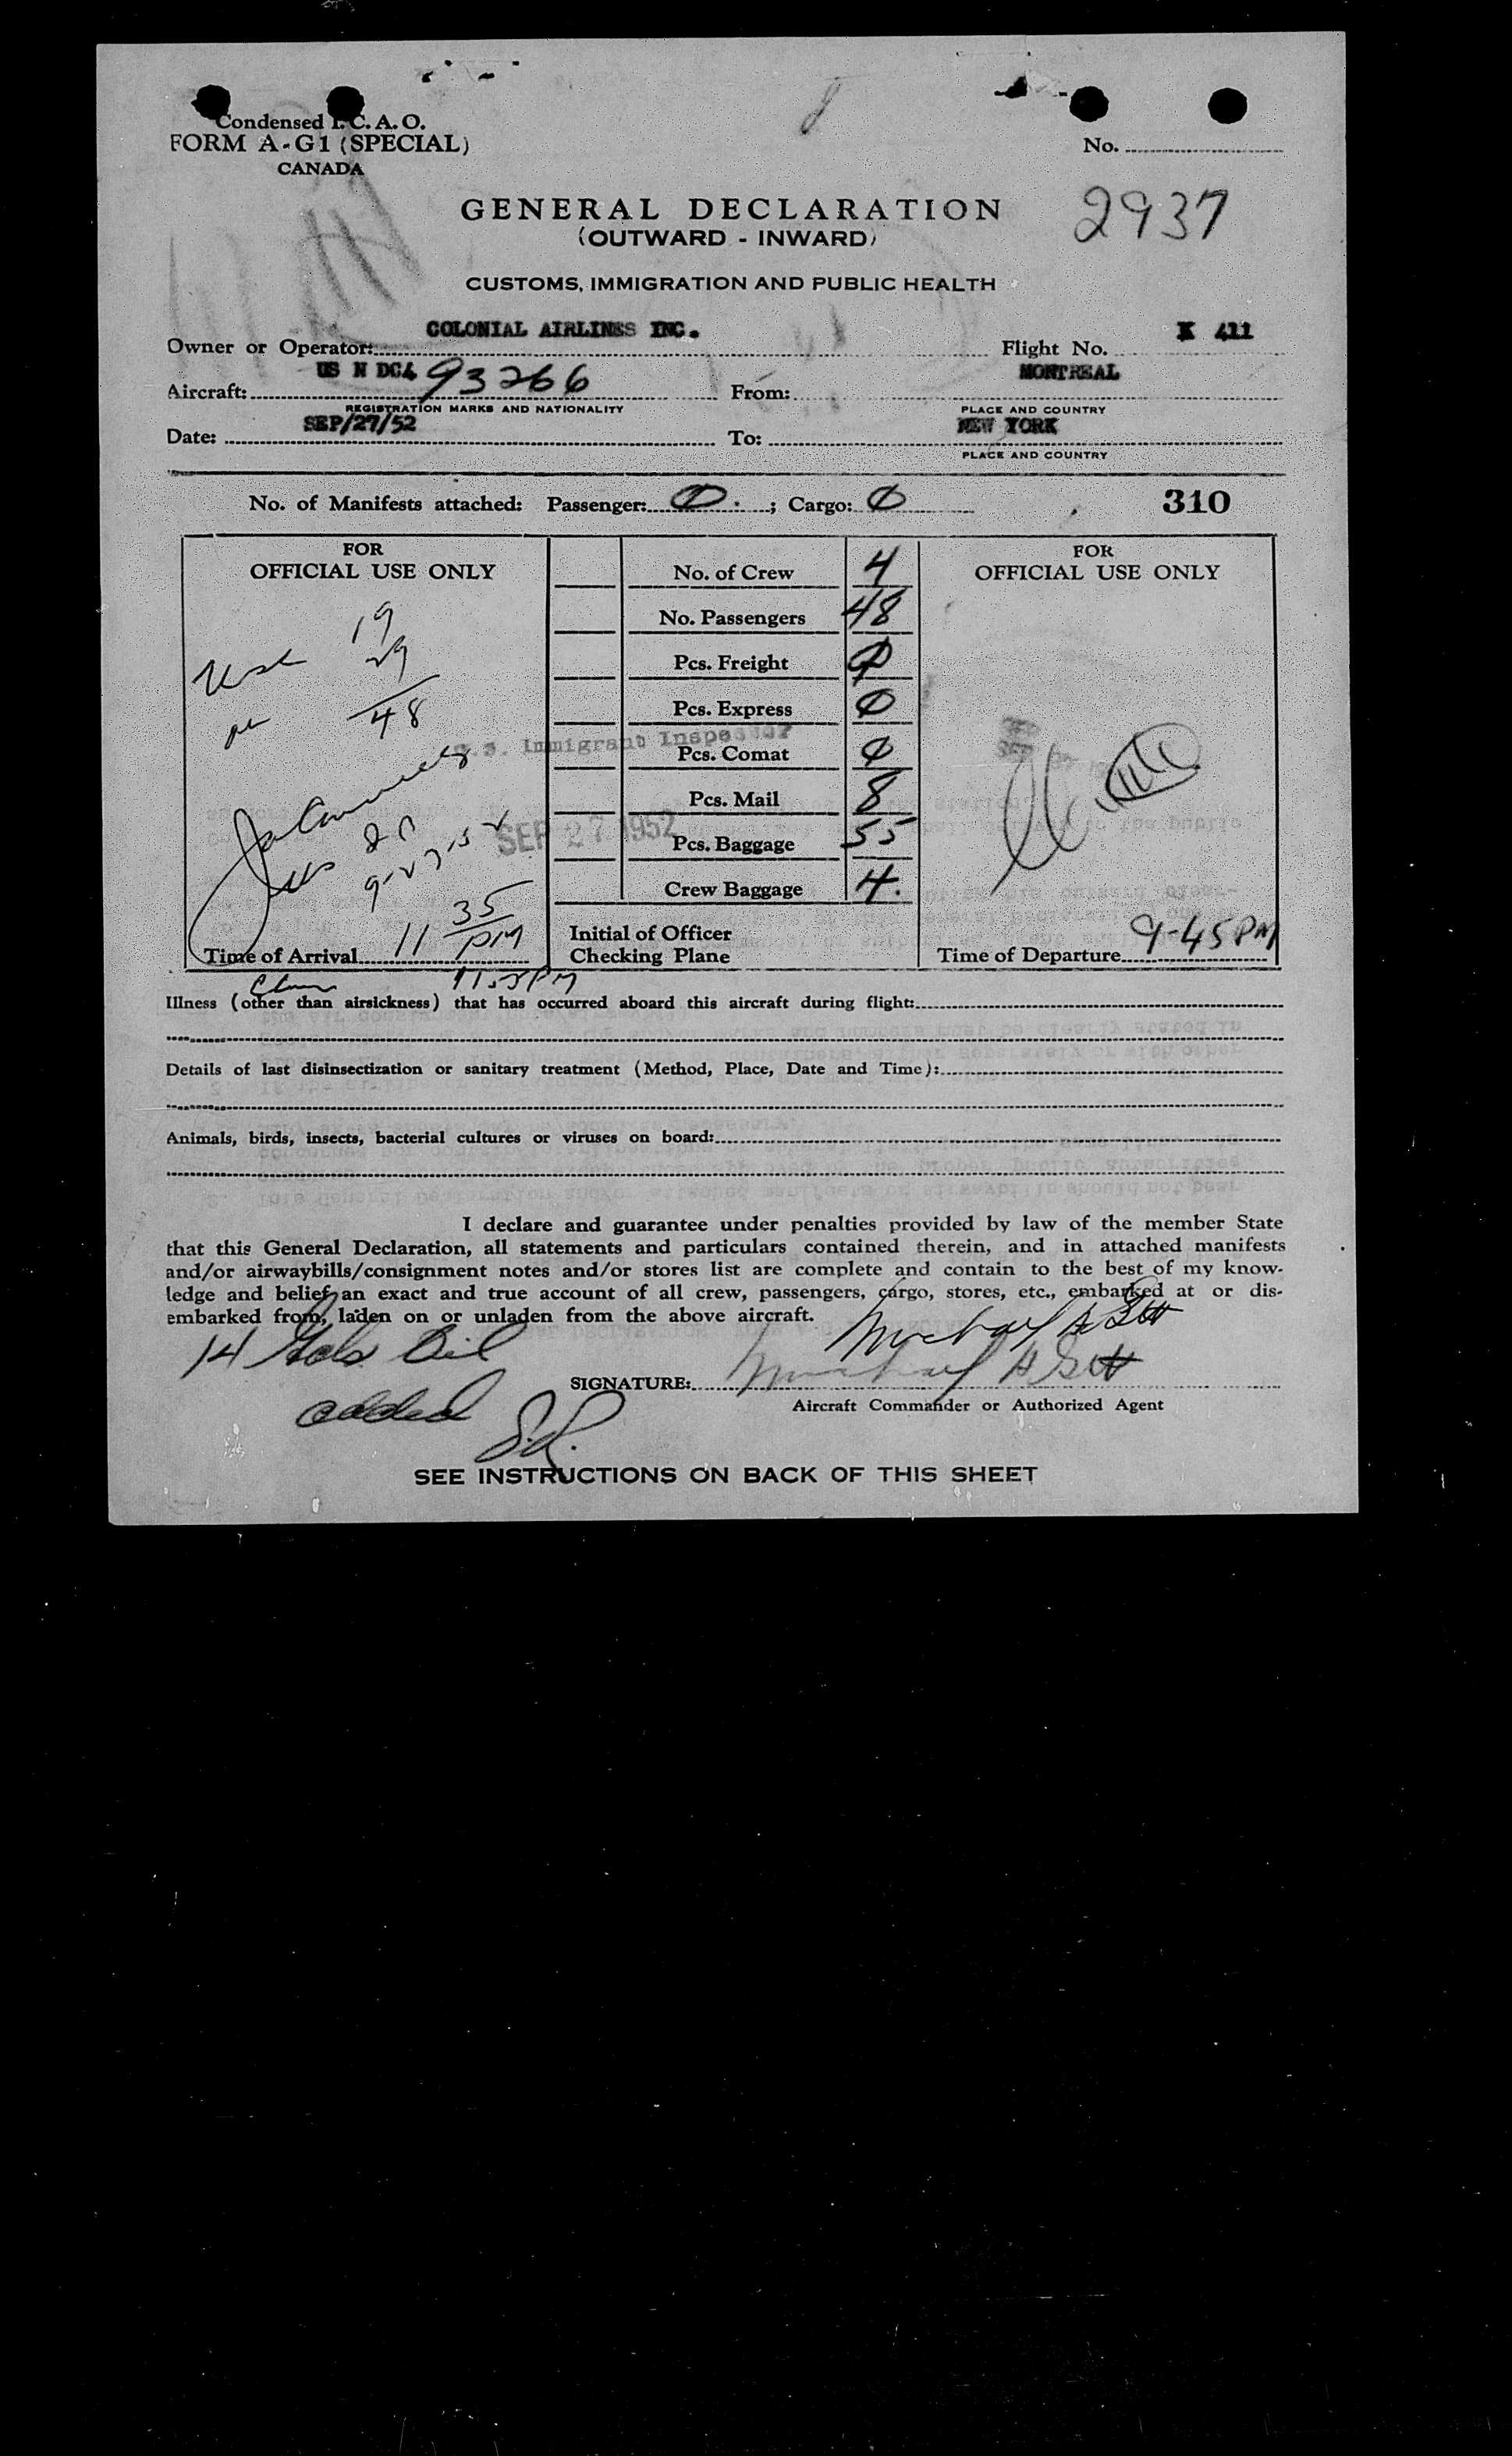 Condensed I.C.A.O.
FORM A-G1 (SPECIAL)
CANADA
No.
2937
GENERAL DECLARATION
(OUTWARD - INWARD)
CUSTOMS, IMMIGRATION AND PUBLIC HEALTH
Owner or Operator: COLONIAL AIRLINES INC. Flight No. K 411
Aircraft: US N DC4 93266 From: MONTREAL
REGISTRATION MARKS AND NATIONALITY PLACE AND COUNTRY
Date: SEP/27/52 To: NEW YORK
PLACE AND COUNTRY
No. of Manifests attached: Passenger: 0 ; Cargo: 0 310
FOR
OFFICIAL USE ONLY
19
29
48
9-27-52
Time of Arrival 11 35 PM
11:55 PM
U.S. Immigrant Inspector
SEP 27 1952
No. of Crew 4
No. Passengers 48
Pcs. Freight 0
Pcs. Express 0
Pcs. Comat 0
Pcs. Mail 8
Pcs. Baggage 55
Crew Baggage 4.
Initial of Officer
Checking Plane
FOR
OFFICIAL USE ONLY
Time of Departure 9-45 PM
Illness (other than airsickness) that has occurred aboard this aircraft during flight:
Details of last disinsectization or sanitary treatment (Method, Place, Date and Time):
Animals, birds, insects, bacterial cultures or viruses on board:
I declare and guarantee under penalties provided by law of the member State
that this General Declaration, all statements and particulars contained therein, and in attached manifests
and/or airwaybills/consignment notes and/or stores list are complete and contain to the best of my know-
ledge and belief an exact and true account of all crew, passengers, cargo, stores, etc., embarked at or dis-
embarked from, laden on or unladen from the above aircraft.
14 Gals Oil
added
SIGNATURE:
Aircraft Commander or Authorized Agent
SEE INSTRUCTIONS ON BACK OF THIS SHEET